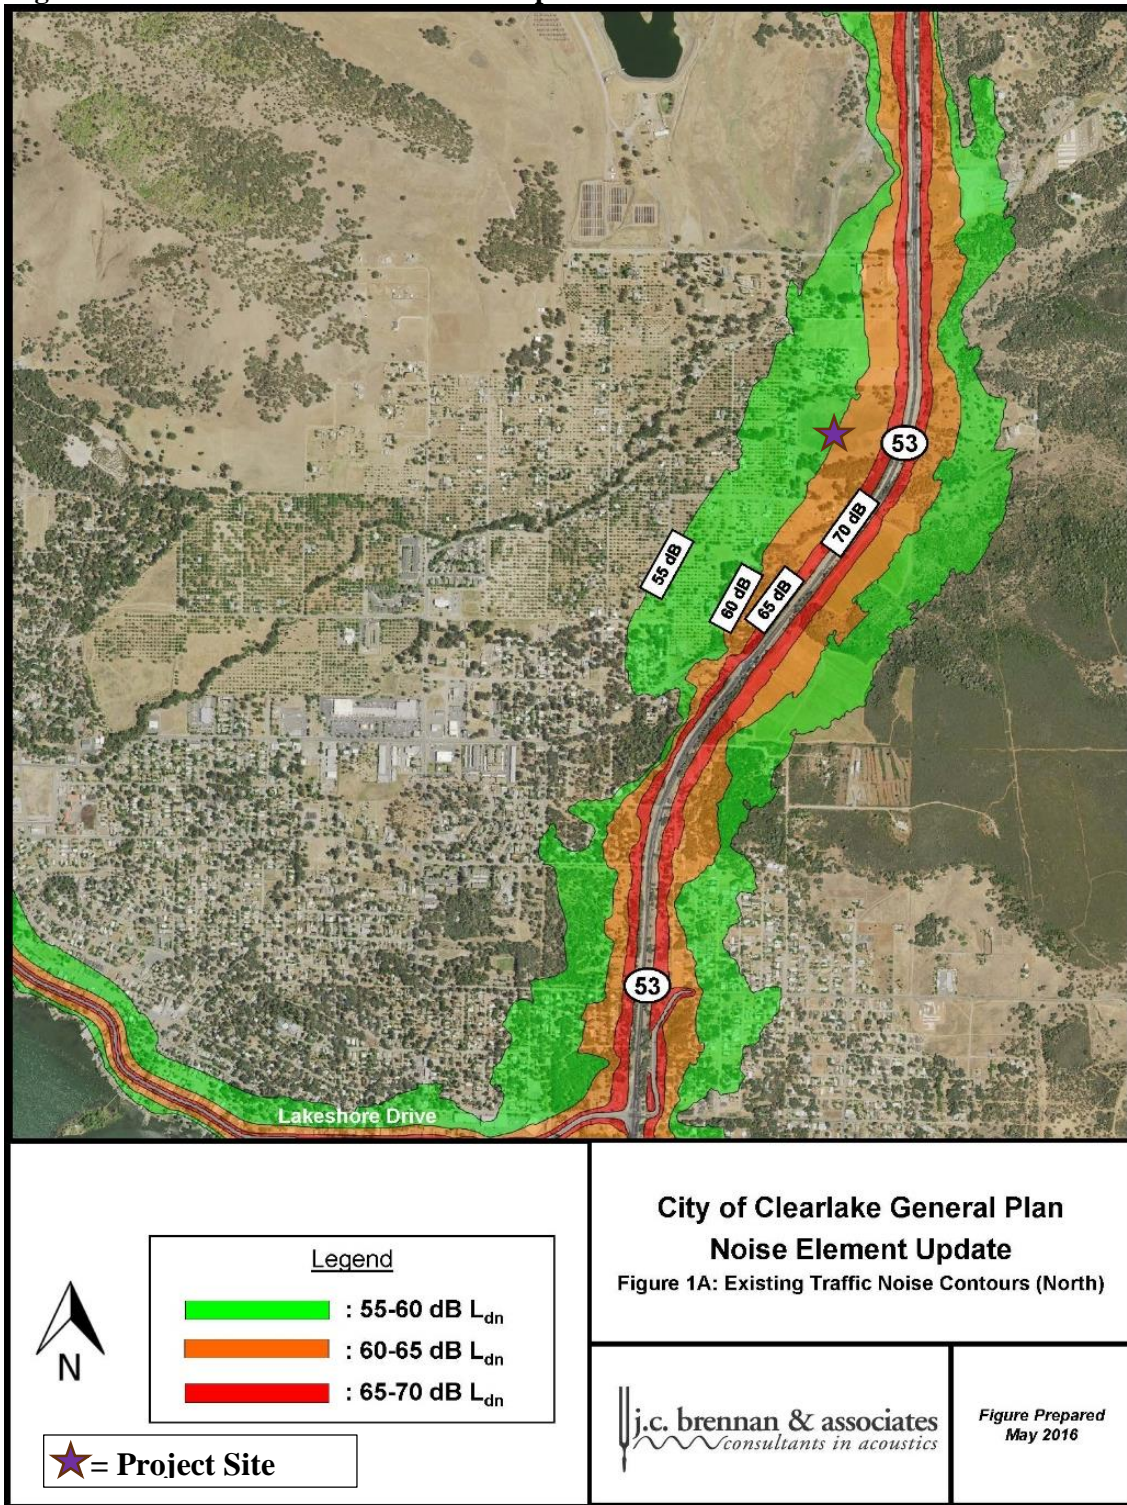 53
70 dB
55 dB
60 dB
65 dB
53
Lakeshore Drive
City of Clearlake General Plan
Noise Element Update
Figure 1A: Existing Traffic Noise Contours (North)
Legend
: 55-60 dB Ldn
: 60-65 dB Ldn
: 65-70 dB Ldn
N
= Project Site
j.c. brennan & associates
consultants in acoustics
Figure Prepared
May 2016